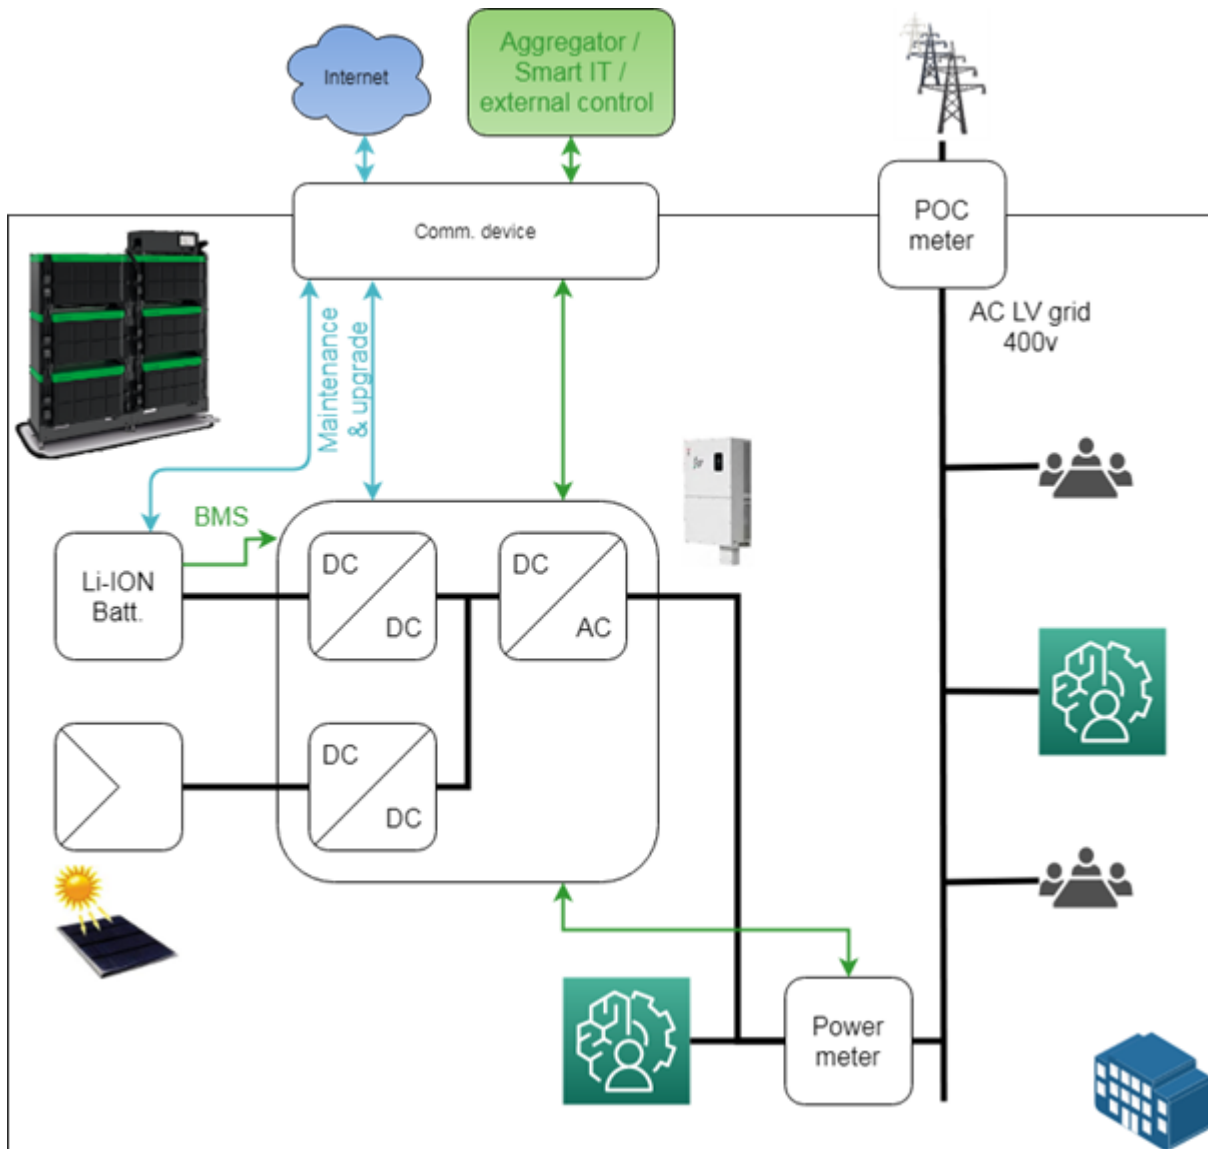 Internet
Aggregator /
Smart IT /
external control
POC
meter
Comm. device
AC LV grid
400v
Maintenance
& upgrade
BMS
Li-ION
Batt.
DC
DC
DC
AC
DC
DC
Power
meter